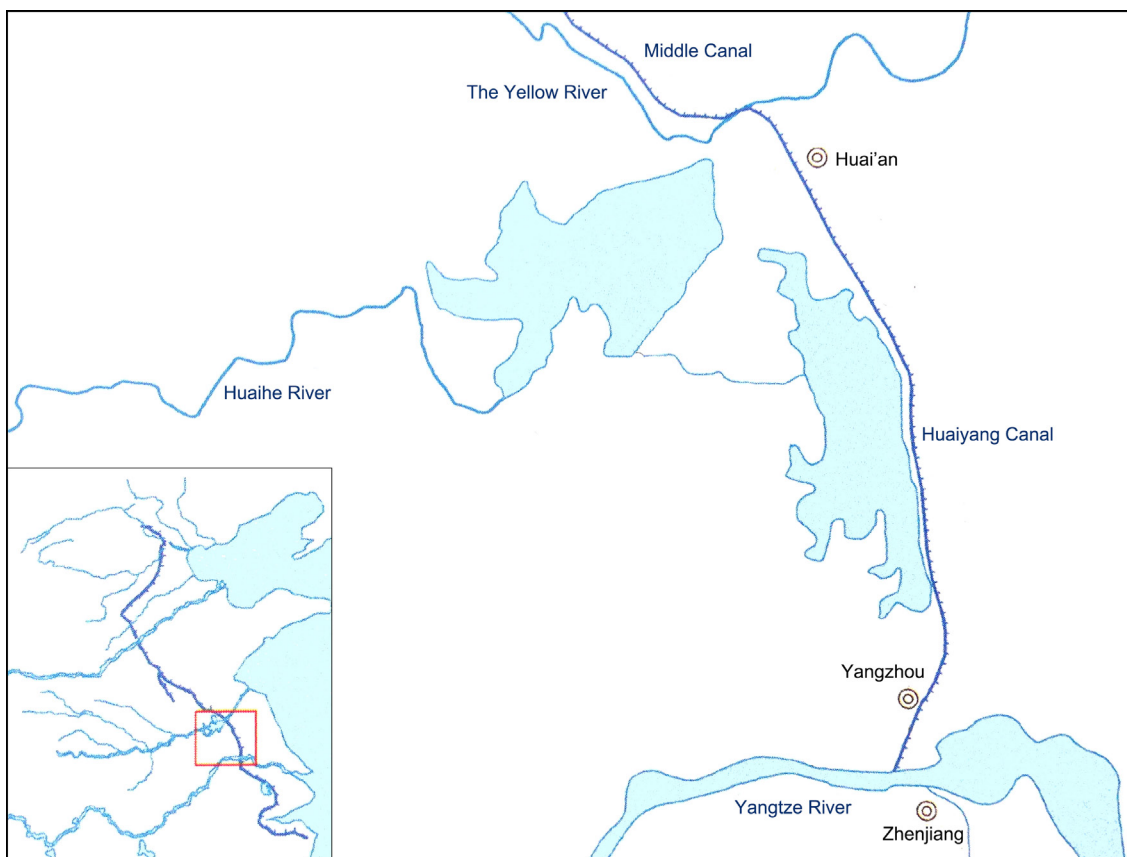 Middle Canal
The Yellow River
Huai'an
Huaihe River
Huaiyang Canal
Yangzhou
Yangtze River
Zhenjiang